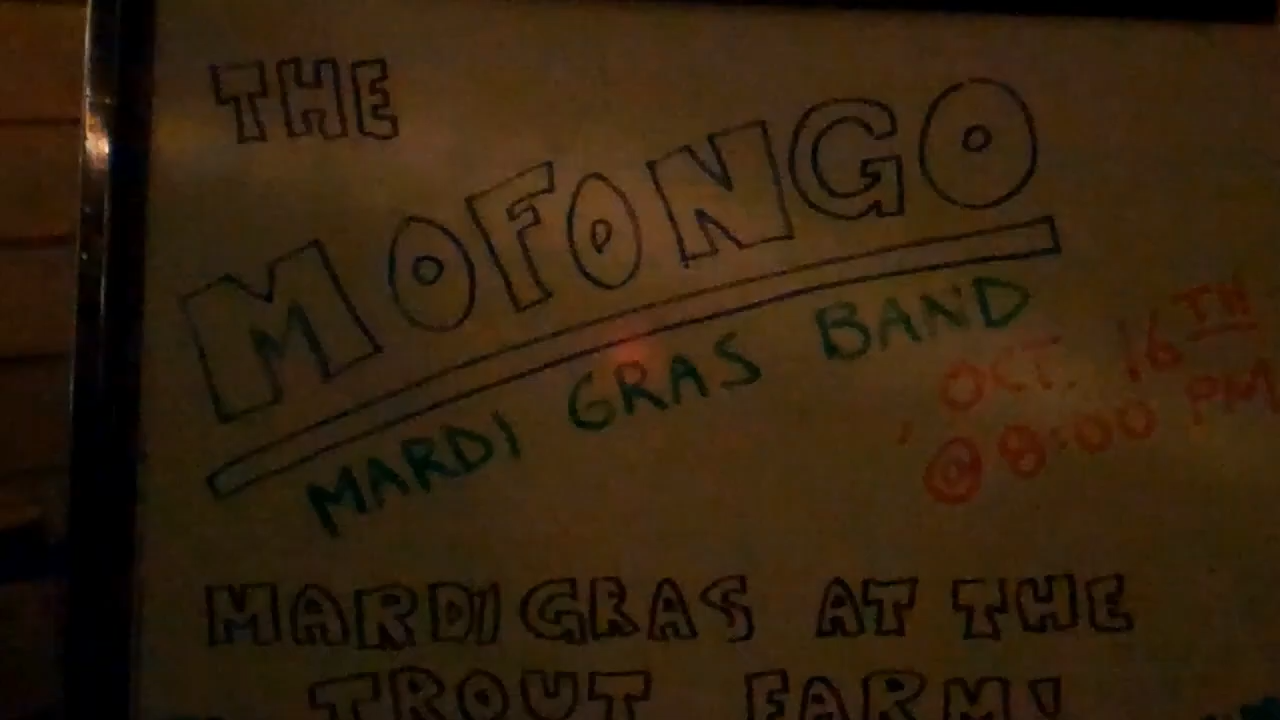 THE
MOFONGO
MARDI GRAS BAND
OCT. 16TH
@ 8:00 PM
MARDI GRAS AT THE
TROUT FARM!